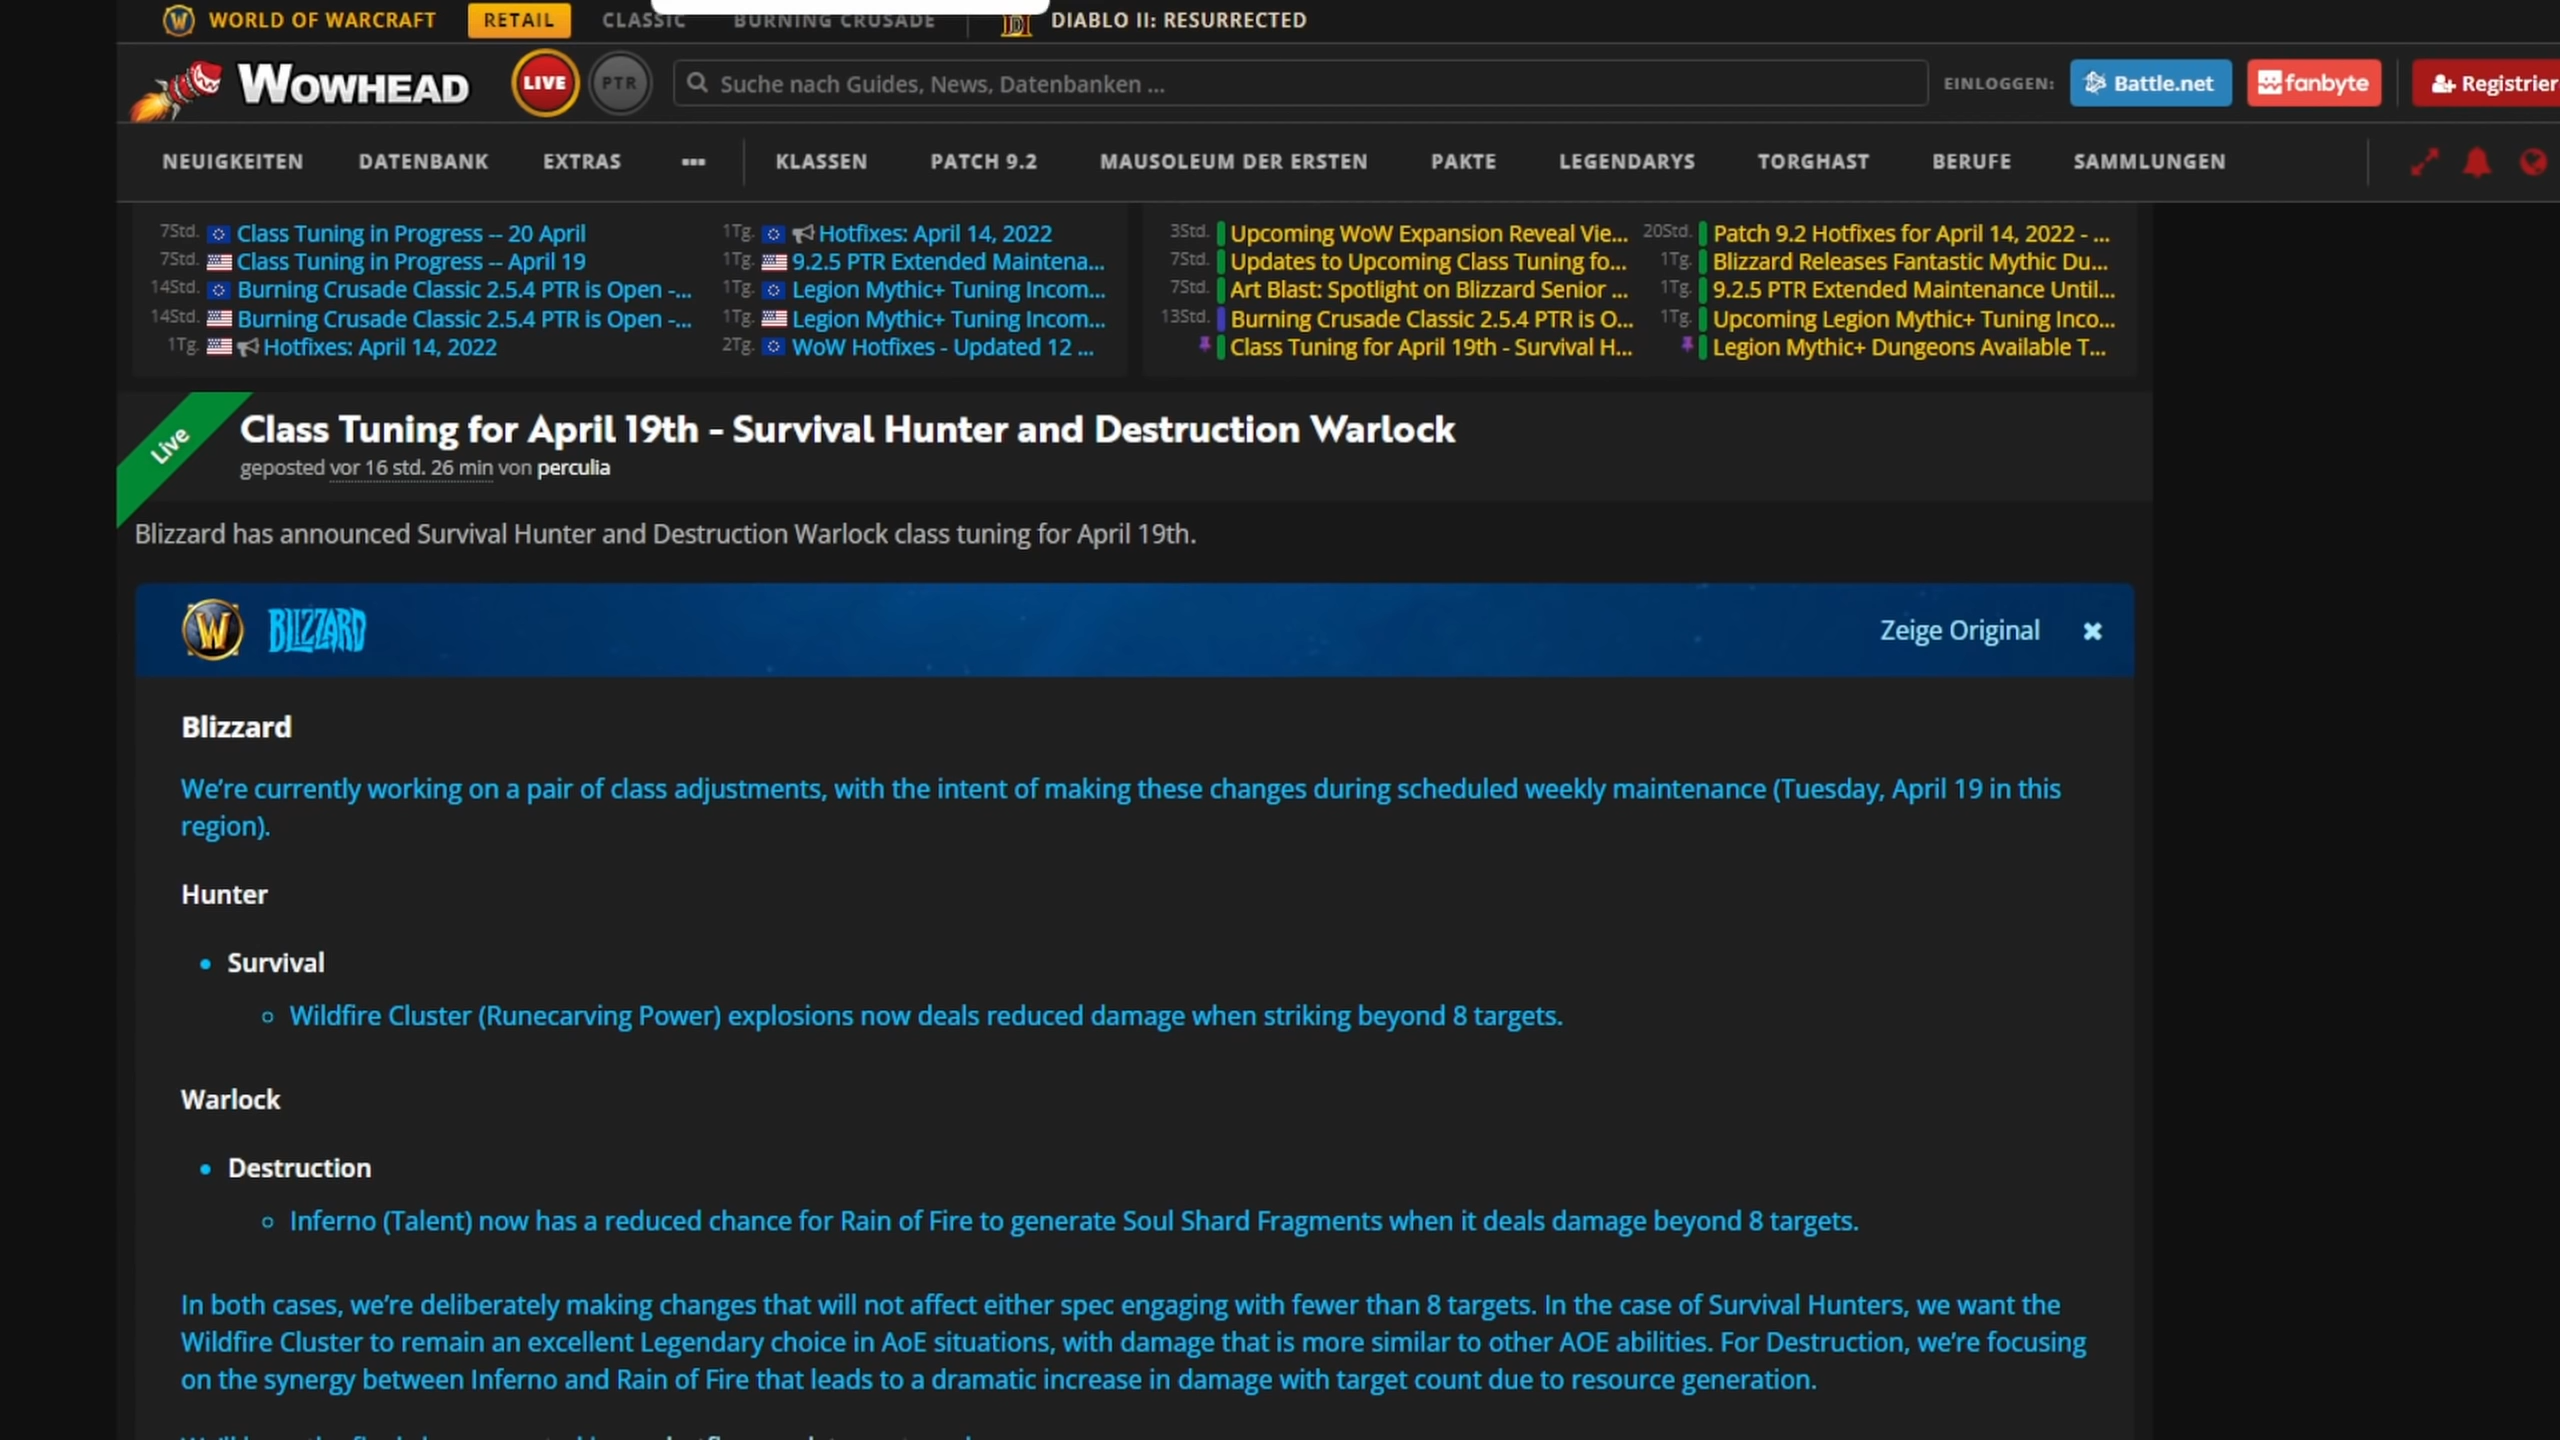 WORLD OF WARCRAFT RETAIL CLASSIC BURNING CRUSADE DIABLO II: RESURRECTED
WOWHEAD LIVE PTR Suche nach Guides, News, Datenbanken ... EINLOGGEN: Battle.net fanbyte Registrier
NEUIGKEITEN DATENBANK EXTRAS ••• KLASSEN PATCH 9.2 MAUSOLEUM DER ERSTEN PAKTE LEGENDARYS TORGHAST BERUFE SAMMLUNGEN
7Std. Class Tuning in Progress -- 20 April
7Std. Class Tuning in Progress -- April 19
14Std. Burning Crusade Classic 2.5.4 PTR is Open -...
14Std. Burning Crusade Classic 2.5.4 PTR is Open -...
1Tg. Hotfixes: April 14, 2022
1Tg. Hotfixes: April 14, 2022
1Tg. 9.2.5 PTR Extended Maintena...
1Tg. Legion Mythic+ Tuning Incom...
1Tg. Legion Mythic+ Tuning Incom...
2Tg. WoW Hotfixes - Updated 12 ...
3Std. Upcoming WoW Expansion Reveal Vie...
7Std. Updates to Upcoming Class Tuning fo...
7Std. Art Blast: Spotlight on Blizzard Senior ...
13Std. Burning Crusade Classic 2.5.4 PTR is O...
Class Tuning for April 19th - Survival H...
20Std. Patch 9.2 Hotfixes for April 14, 2022 - ...
1Tg. Blizzard Releases Fantastic Mythic Du...
1Tg. 9.2.5 PTR Extended Maintenance Until...
1Tg. Upcoming Legion Mythic+ Tuning Inco...
Legion Mythic+ Dungeons Available T...
Live
Class Tuning for April 19th - Survival Hunter and Destruction Warlock
geposted vor 16 std. 26 min von perculia
Blizzard has announced Survival Hunter and Destruction Warlock class tuning for April 19th.
W BLIZZARD Zeige Original ✖
Blizzard
We're currently working on a pair of class adjustments, with the intent of making these changes during scheduled weekly maintenance (Tuesday, April 19 in this
region).
Hunter
• Survival
◦ Wildfire Cluster (Runecarving Power) explosions now deals reduced damage when striking beyond 8 targets.
Warlock
• Destruction
◦ Inferno (Talent) now has a reduced chance for Rain of Fire to generate Soul Shard Fragments when it deals damage beyond 8 targets.
In both cases, we're deliberately making changes that will not affect either spec engaging with fewer than 8 targets. In the case of Survival Hunters, we want the
Wildfire Cluster to remain an excellent Legendary choice in AoE situations, with damage that is more similar to other AOE abilities. For Destruction, we're focusing
on the synergy between Inferno and Rain of Fire that leads to a dramatic increase in damage with target count due to resource generation.